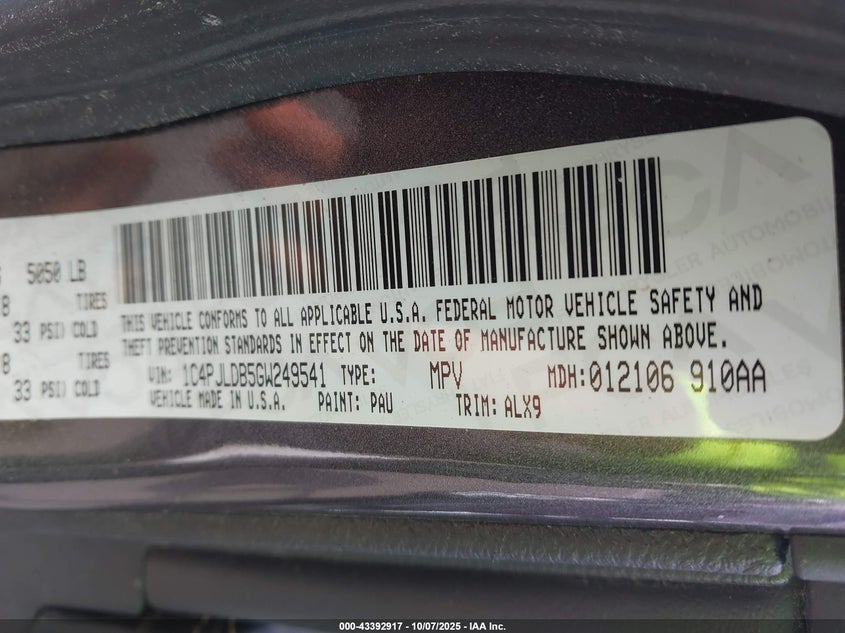 5050 LB
TIRES
33 PSI) COLD
TIRES
33 PSI) COLD
THIS VEHICLE CONFORMS TO ALL APPLICABLE U.S.A. FEDERAL MOTOR VEHICLE SAFETY AND
THEFT PREVENTION STANDARDS IN EFFECT ON THE DATE OF MANUFACTURE SHOWN ABOVE.
VIN: 1C4PJLDB5GW249541 TYPE: MPV MDH: 012106 910AA
VEHICLE MADE IN U.S.A. PAINT: PAU TRIM: ALX9
000-43392917 - 10/07/2025 - IAA Inc.